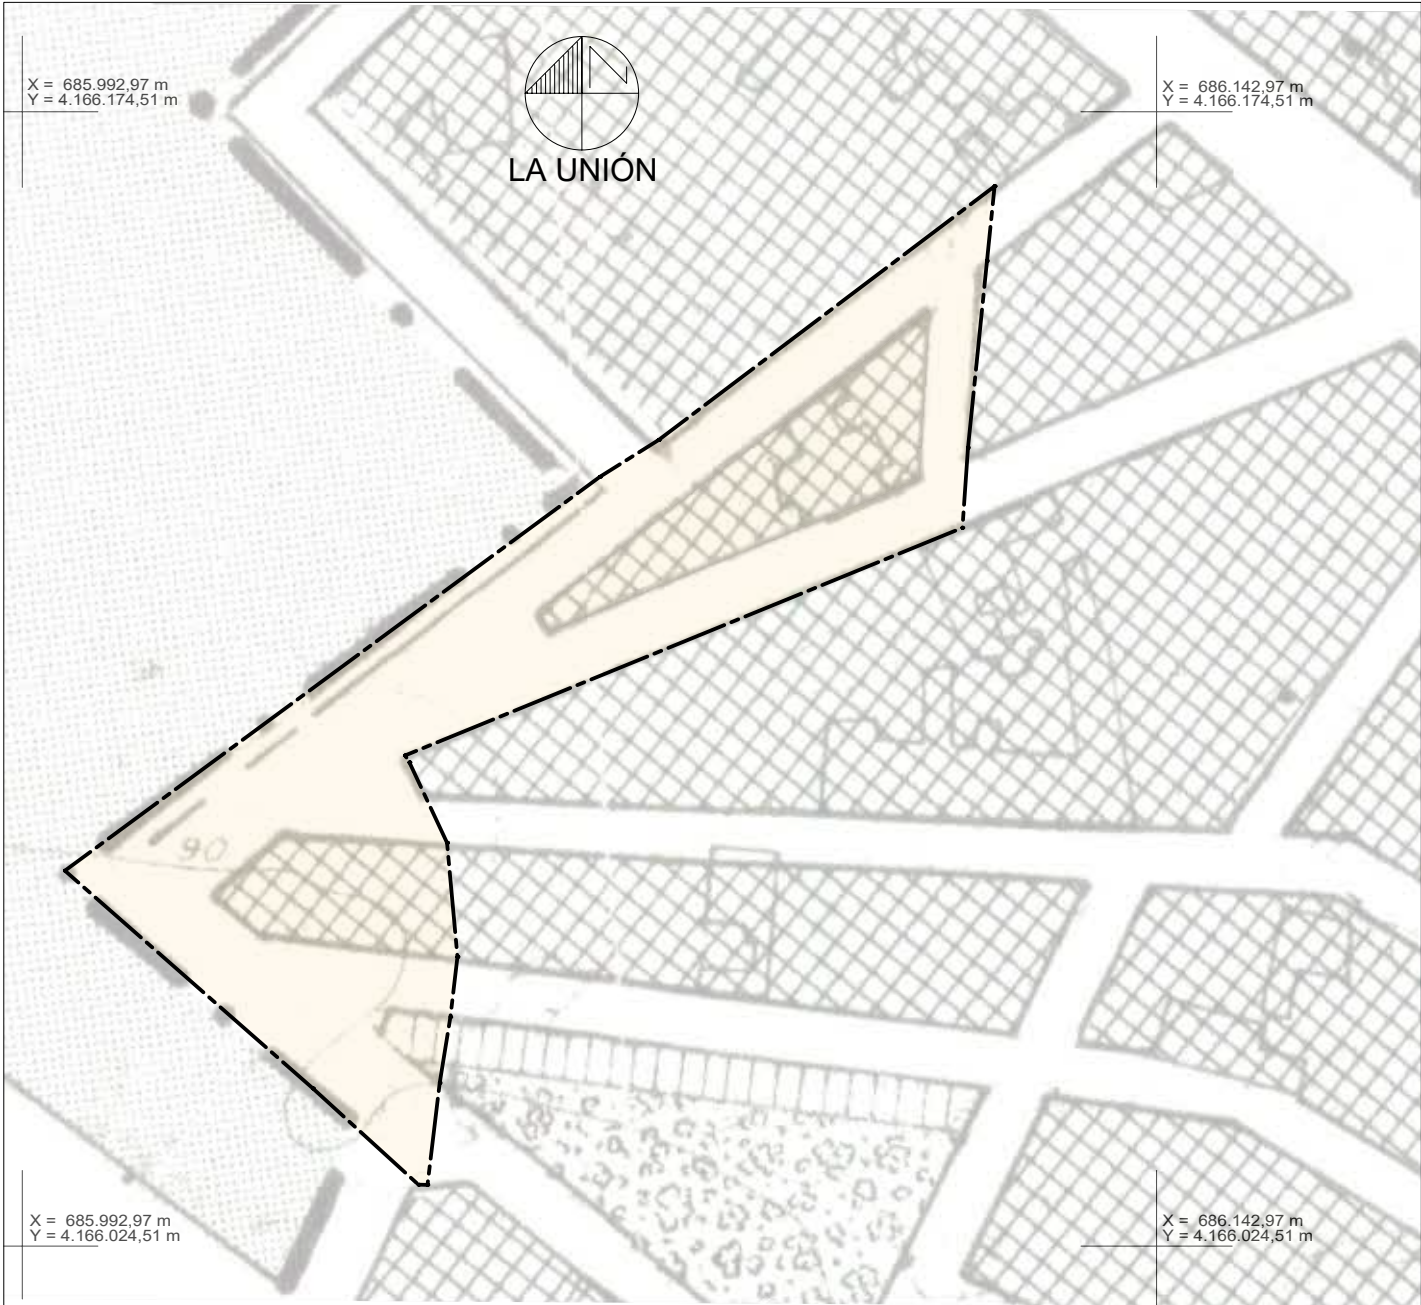 X = 685.992,97 m
Y = 4.166.174,51 m
X = 686.142,97 m
Y = 4.166.174,51 m
N
LA UNIÓN
90
X = 685.992,97 m
Y = 4.166.024,51 m
X = 686.142,97 m
Y = 4.166.024,51 m